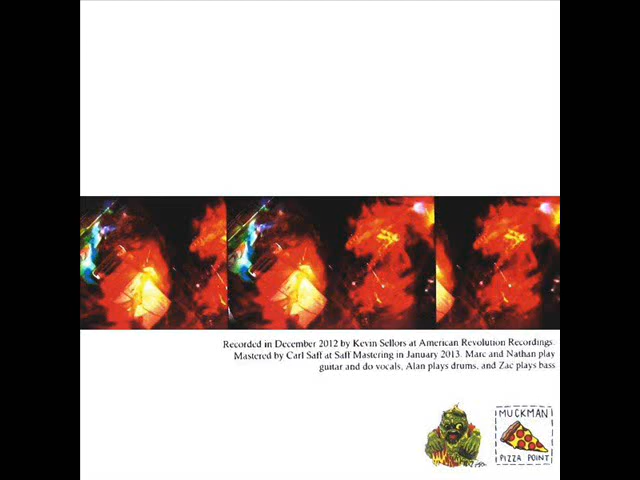 Recorded in December 2012 by Kevin Sellors at American Revolution Recordings.
Mastered by Carl Saff at Saff Mastering in January 2013. Marc and Nathan play
guitar and do vocals, Alan plays drums, and Zac plays bass
MUCKMAN
PIZZA POINT